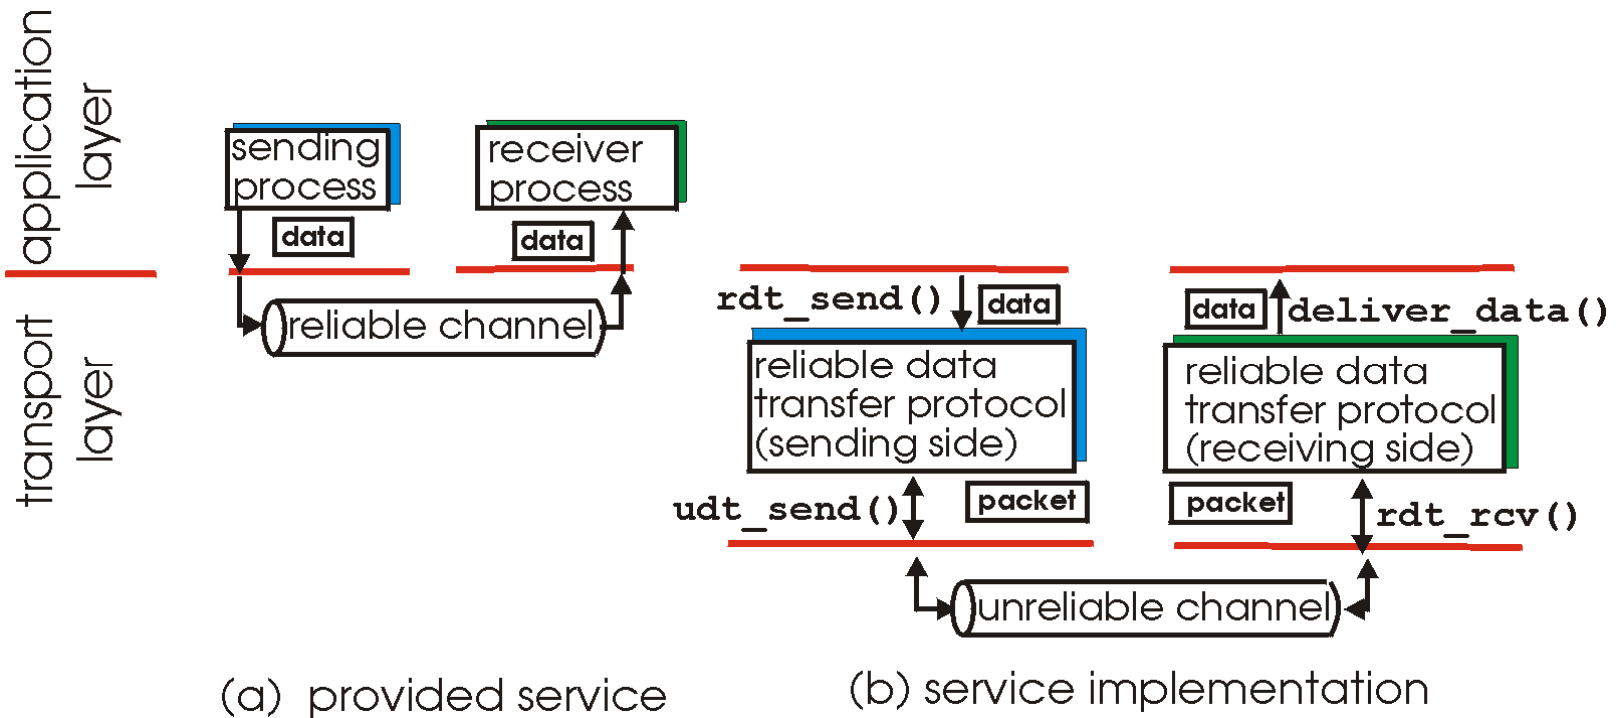 application
layer
transport
layer
sending
process
receiver
process
data
data
reliable channel
rdt_send()
data
data
deliver_data()
reliable data
transfer protocol
(sending side)
reliable data
transfer protocol
(receiving side)
udt_send()
packet
packet
rdt_rcv()
unreliable channel
(a) provided service
(b) service implementation